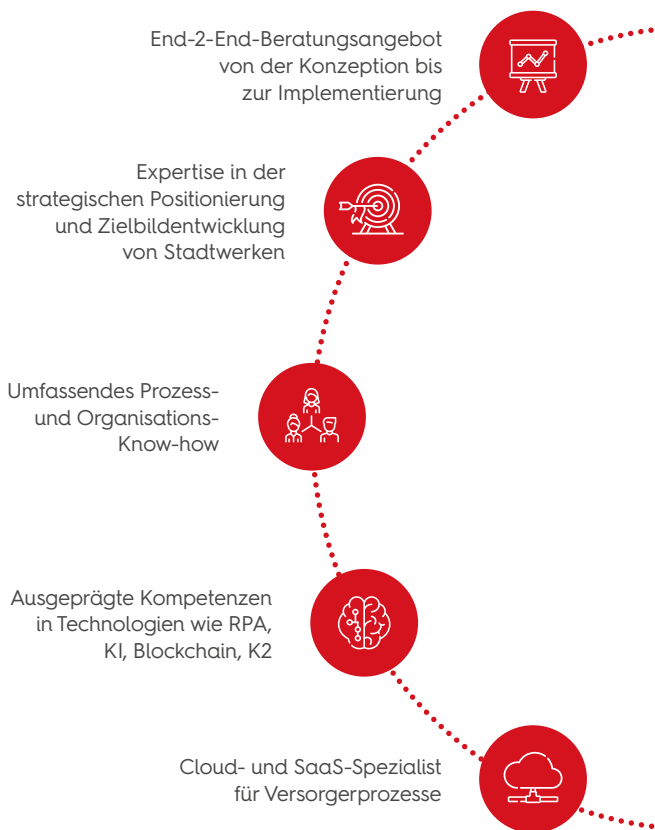 End-2-End-Beratungsangebot
von der Konzeption bis
zur Implementierung
Expertise in der
strategischen Positionierung
und Zielbildentwicklung
von Stadtwerken
Umfassendes Prozess-
und Organisations-
Know-how
Ausgeprägte Kompetenzen
in Technologien wie RPA,
KI, Blockchain, K2
Cloud- und SaaS-Spezialist
für Versorgerprozesse